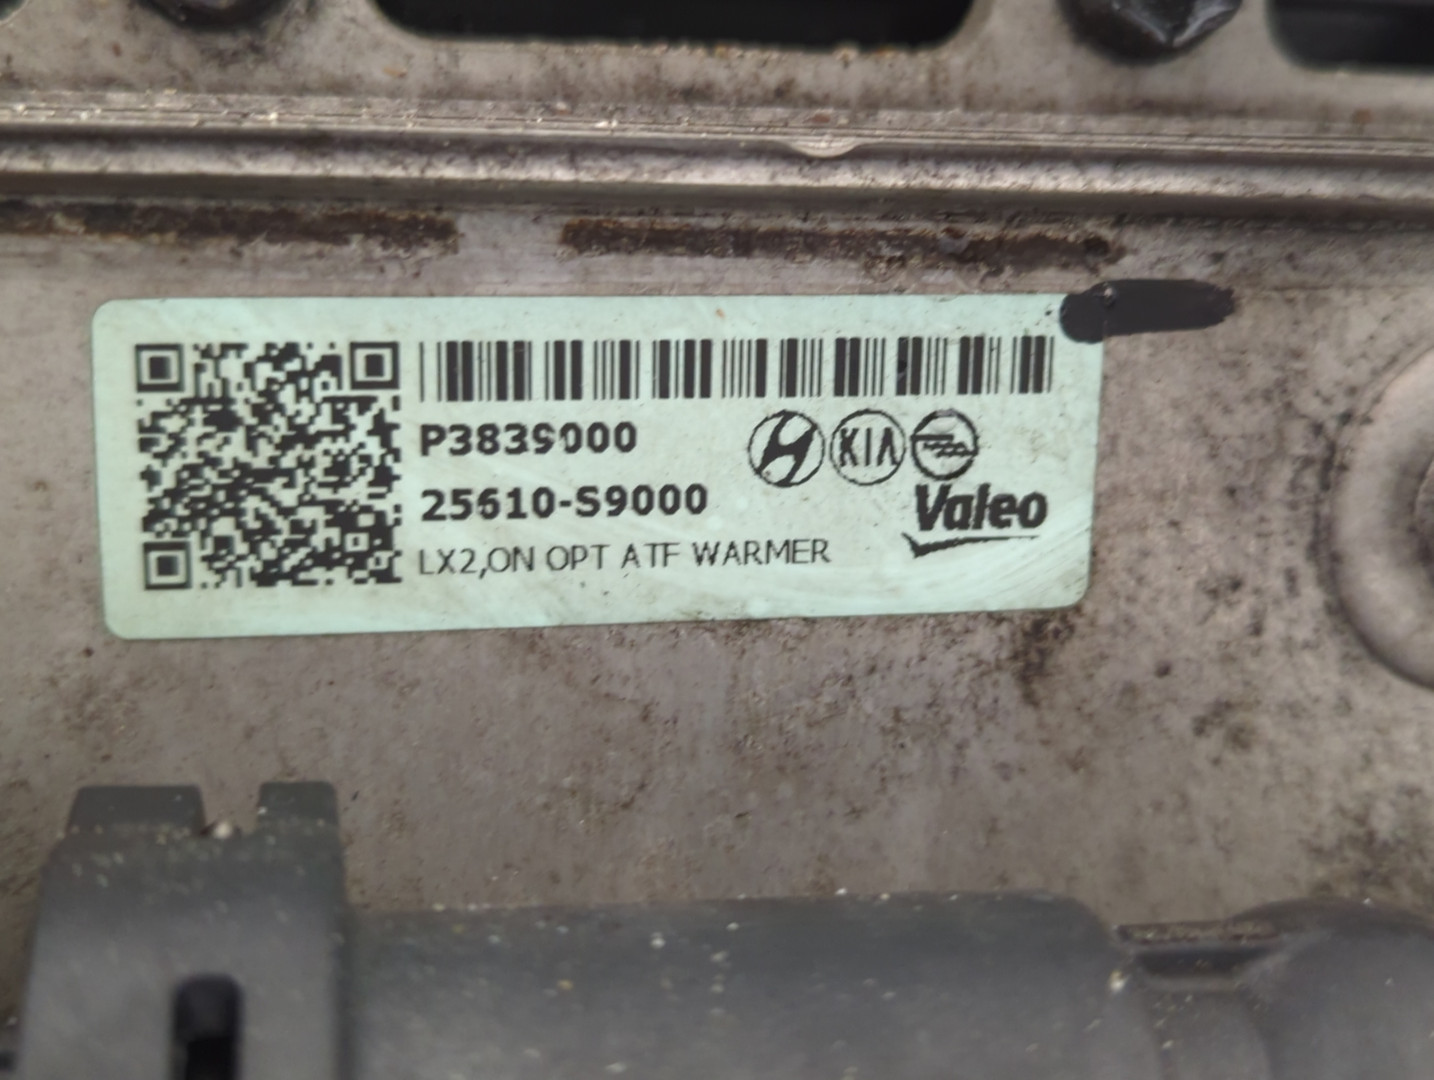 P3839000
25610-S9000
KIA
Valeo
LX2,ON OPT ATF WARMER